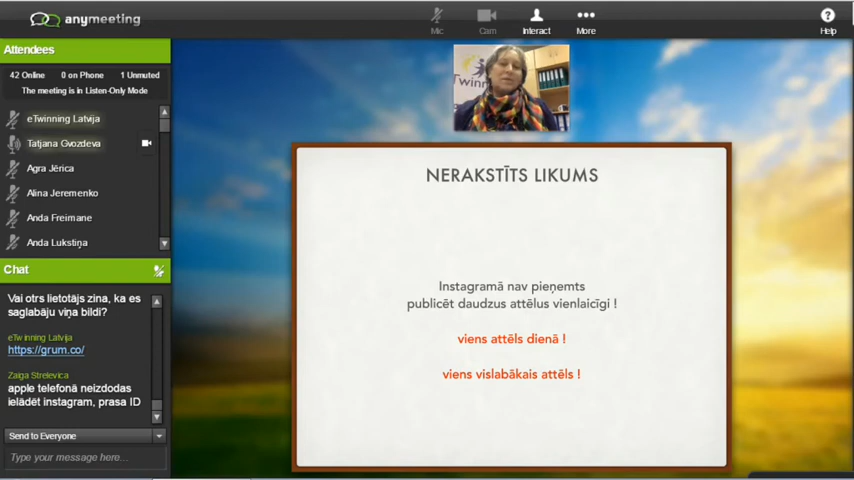 anymeeting
Mic
Cam
Interact
More
Help
Attendees
42 Online 0 on Phone 1 Unmuted
The meeting is in Listen-Only Mode
eTwinning Latvija
Tatjana Gvozdeva
Agra Jērica
Alina Jeremenko
Anda Freimane
Anda Lukstiņa
Chat
Vai otrs lietotājs zina, ka es
saglabāju viņa bildi?
eTwinning Latvija
https://grum.co/
Zaiga Strelevica
apple telefonā neizdodas
ielādēt instagram, prasa ID
Send to Everyone
Type your message here...
NERAKSTĪTS LIKUMS
Instagramā nav pieņemts
publicēt daudzus attēlus vienlaicīgi !
viens attēls dienā !
viens vislabākais attēls !